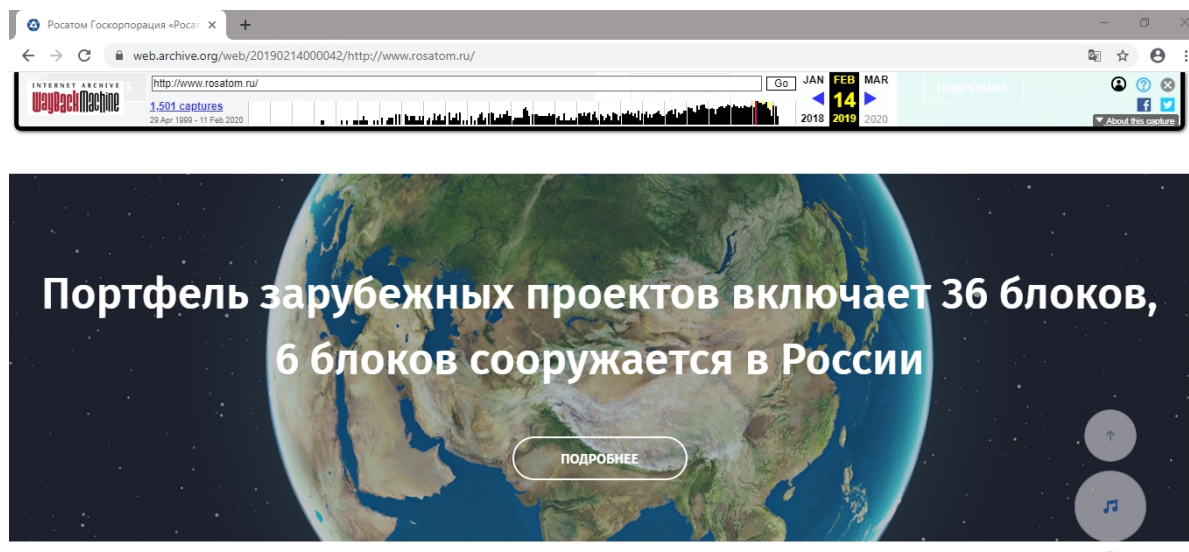 Росатом Госкорпорация «Росат
web.archive.org/web/20190214000042/http://www.rosatom.ru/
INTERNET ARCHIVE
WayBackMachine
http://www.rosatom.ru/
Go
JAN FEB MAR
1,501 captures
14
29 Apr 1999 - 11 Feb 2020
2018 2019 2020
ПОДРОБНЕЕ
About this capture
Портфель зарубежных проектов включает 36 блоков,
6 блоков сооружается в России
ПОДРОБНЕЕ